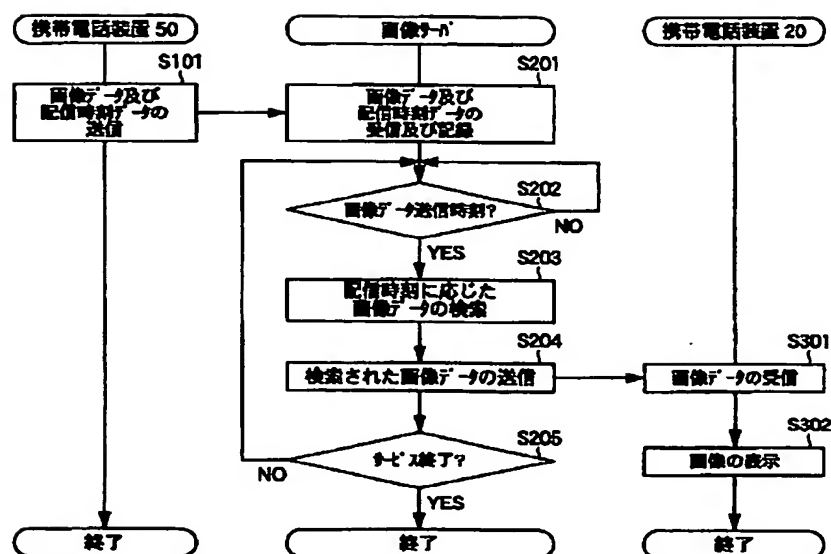 携帯電話装置50
画像サーバ
携帯電話装置20
S101
画像データ及び
配信時刻データの
送信
S201
画像データ及び
配信時刻データの
受信及び記録
S202
画像データ送信時刻?
NO
YES
S203
配信時刻に応じた
画像データの検索
S204
検索された画像データの送信
S301
画像データの受信
S205
サービス終了?
NO
YES
S302
画像の表示
終了
終了
終了